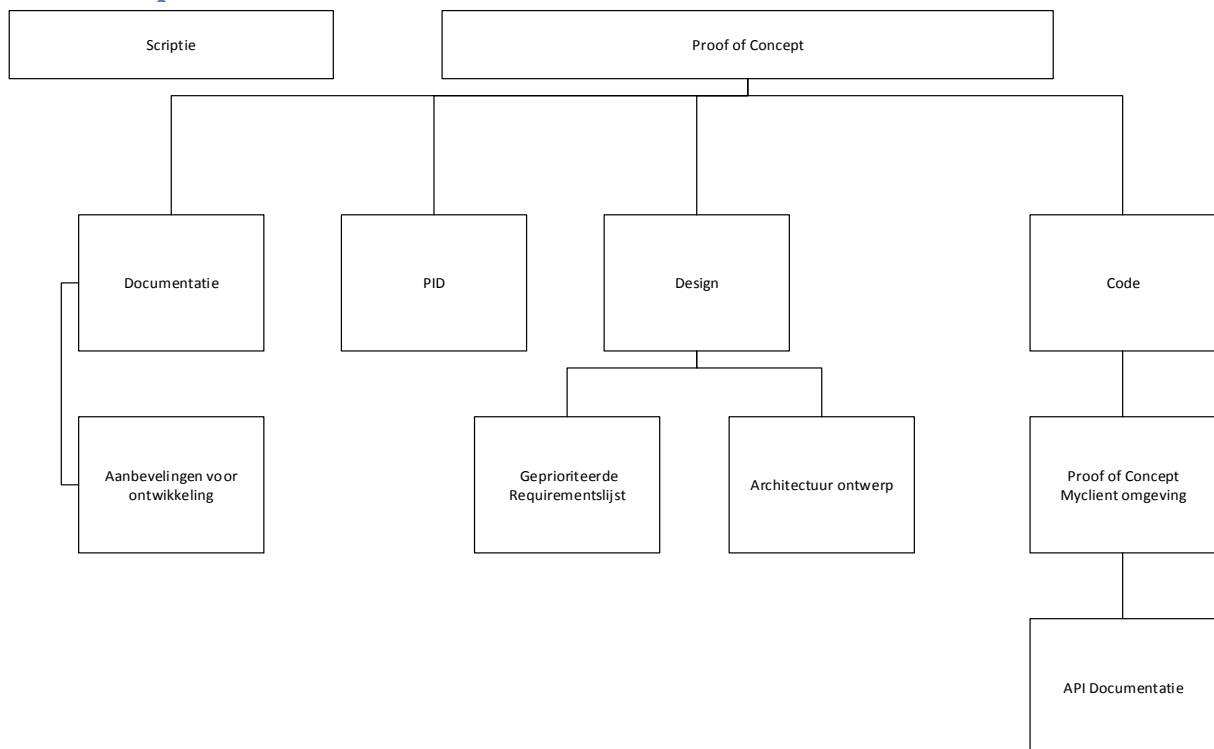 Scriptie
Proof of Concept
Documentatie
PID
Design
Code
Aanbevelingen voor
ontwikkeling
Geprioriteerde
Requirementslijst
Architectuur ontwerp
Proof of Concept
Myclient omgeving
API Documentatie